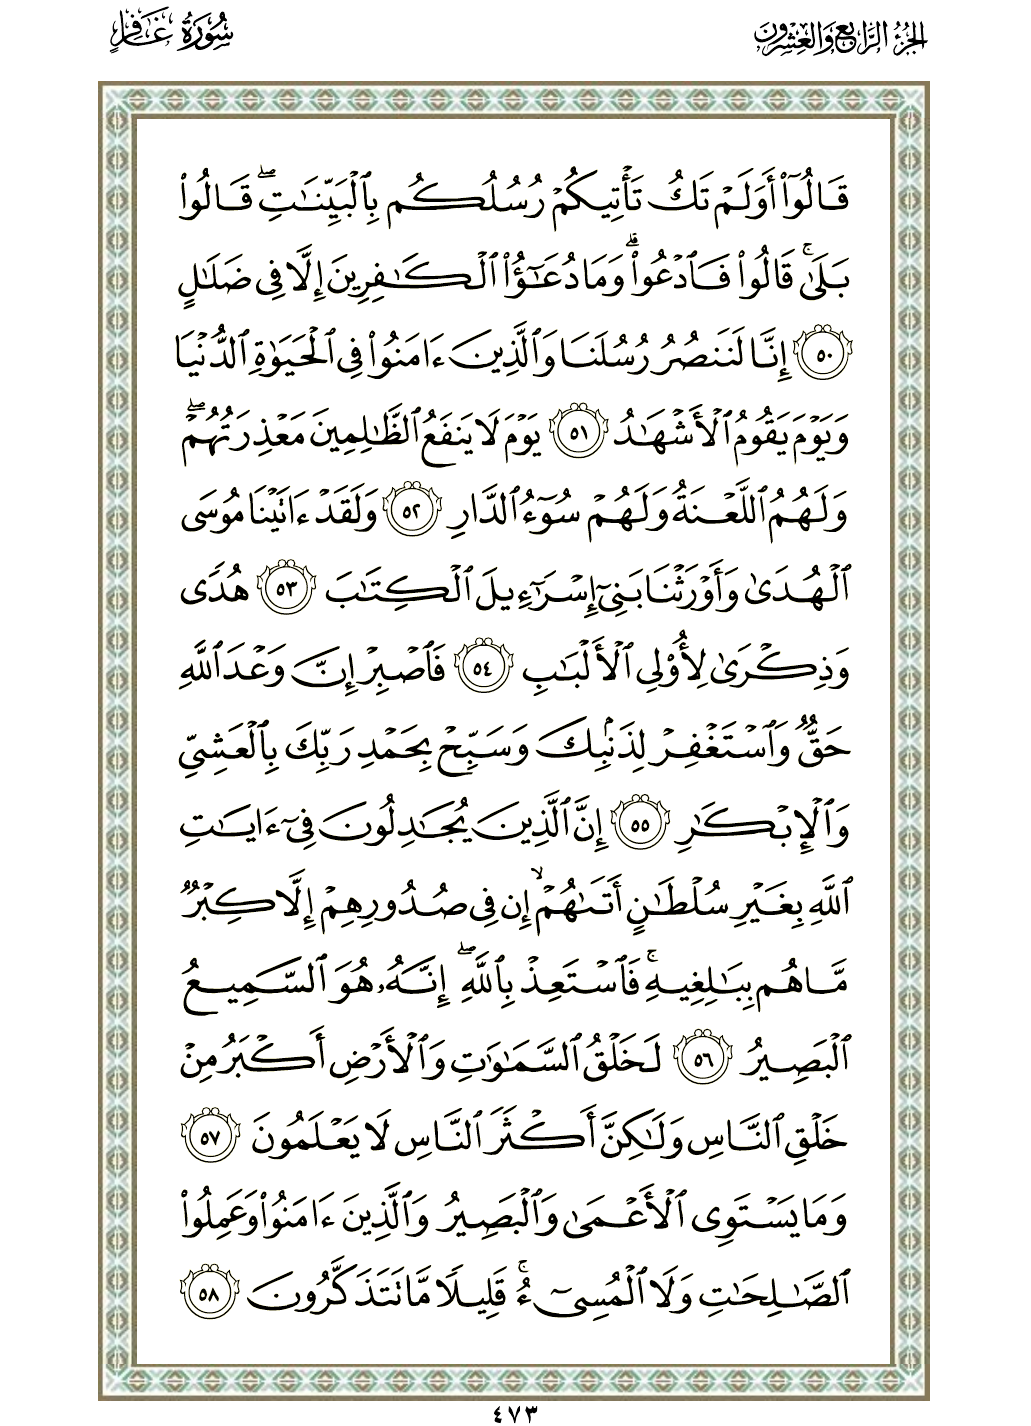 الجزء الرابع والعشرون
سورة غافل
قَالُوٓا۟ أَوَلَمْ تَكُ تَأْتِيكُمْ رُسُلُكُم بِٱلْبَيِّنَٰتِ ۖ قَالُوا۟
بَلَىٰ ۚ قَالُوا۟ فَٱدْعُوا۟ ۗ وَمَا دُعَٰٓؤُا۟ ٱلْكَٰفِرِينَ إِلَّا فِى ضَلَٰلٍ
٥٠ إِنَّا لَنَنصُرُ رُسُلَنَا وَٱلَّذِينَ ءَامَنُوا۟ فِى ٱلْحَيَوٰةِ ٱلدُّنْيَا
وَيَوْمَ يَقُومُ ٱلْأَشْهَٰدُ ٥١ يَوْمَ لَا يَنفَعُ ٱلظَّٰلِمِينَ مَعْذِرَتُهُمْ ۖ
وَلَهُمُ ٱللَّعْنَةُ وَلَهُمْ سُوٓءُ ٱلدَّارِ ٥٢ وَلَقَدْ ءَاتَيْنَا مُوسَى
ٱلْهُدَىٰ وَأَوْرَثْنَا بَنِىٓ إِسْرَٰٓءِيلَ ٱلْكِتَٰبَ ٥٣ هُدًى
وَذِكْرَىٰ لِأُو۟لِى ٱلْأَلْبَٰبِ ٥٤ فَٱصْبِرْ إِنَّ وَعْدَ ٱللَّهِ
حَقٌّ وَٱسْتَغْفِرْ لِذَنۢبِكَ وَسَبِّحْ بِحَمْدِ رَبِّكَ بِٱلْعَشِىِّ
وَٱلْإِبْكَٰرِ ٥٥ إِنَّ ٱلَّذِينَ يُجَٰدِلُونَ فِىٓ ءَايَٰتِ
ٱللَّهِ بِغَيْرِ سُلْطَٰنٍ أَتَىٰهُمْ ۙ إِن فِى صُدُورِهِمْ إِلَّا كِبْرٌ
مَّا هُم بِبَٰلِغِيهِ ۚ فَٱسْتَعِذْ بِٱللَّهِ ۖ إِنَّهُۥ هُوَ ٱلسَّمِيعُ
ٱلْبَصِيرُ ٥٦ لَخَلْقُ ٱلسَّمَٰوَٰتِ وَٱلْأَرْضِ أَكْبَرُ مِنْ
خَلْقِ ٱلنَّاسِ وَلَٰكِنَّ أَكْثَرَ ٱلنَّاسِ لَا يَعْلَمُونَ ٥٧
وَمَا يَسْتَوِى ٱلْأَعْمَىٰ وَٱلْبَصِيرُ وَٱلَّذِينَ ءَامَنُوا۟ وَعَمِلُوا۟
ٱلصَّٰلِحَٰتِ وَلَا ٱلْمُسِىٓءُ ۚ قَلِيلًا مَّا تَتَذَكَّرُونَ ٥٨
٤٧٣